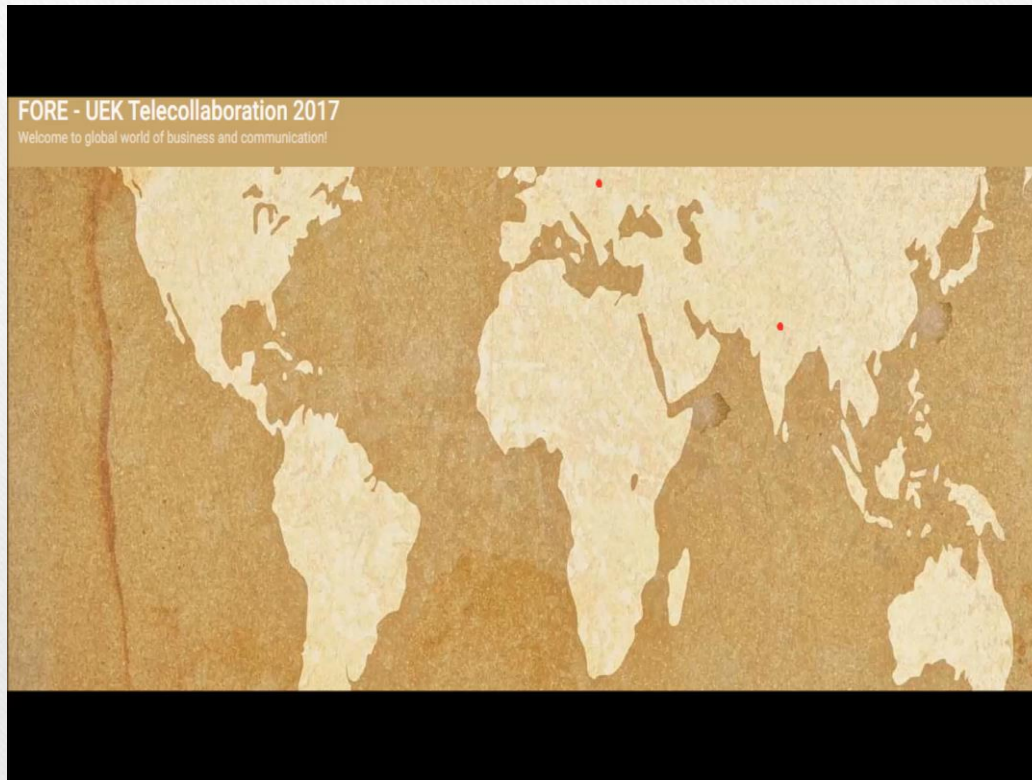 FORE - UEK Telecollaboration 2017
Welcome to global world of business and communication!